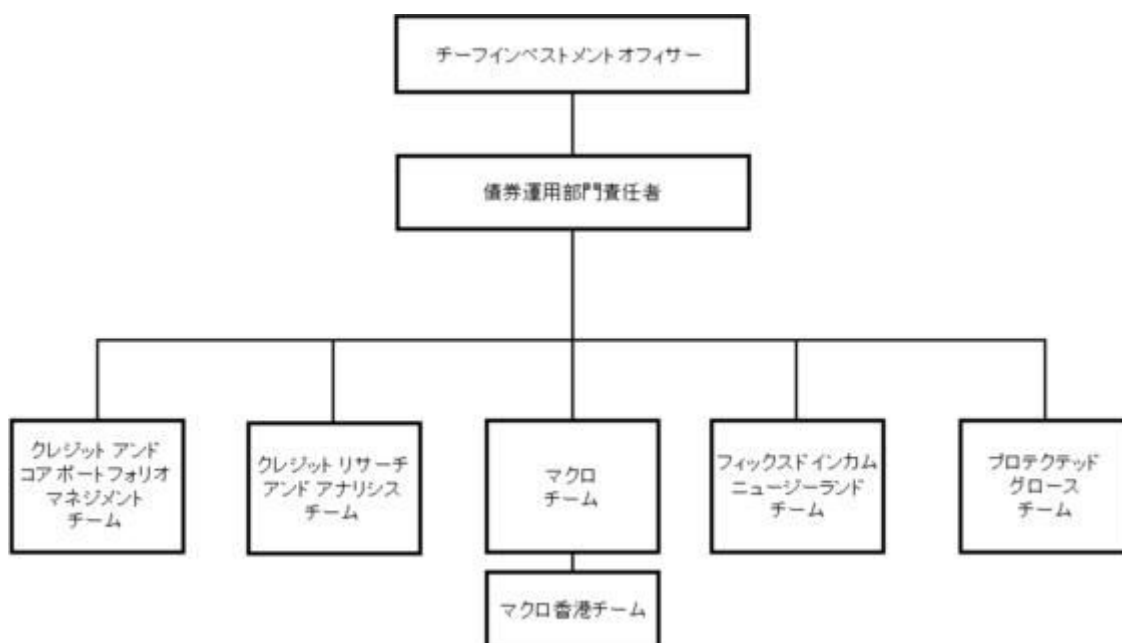 チーフインベストメントオフィサー
債券運用部門責任者
クレジット アンド
コア ポートフォリオ
マネジメント
チーム
クレジット リサーチ
アンド アナリシス
チーム
マクロ
チーム
フィックスド インカム
ニュージーランド
チーム
プロテクテッド
グロース
チーム
マクロ香港チーム